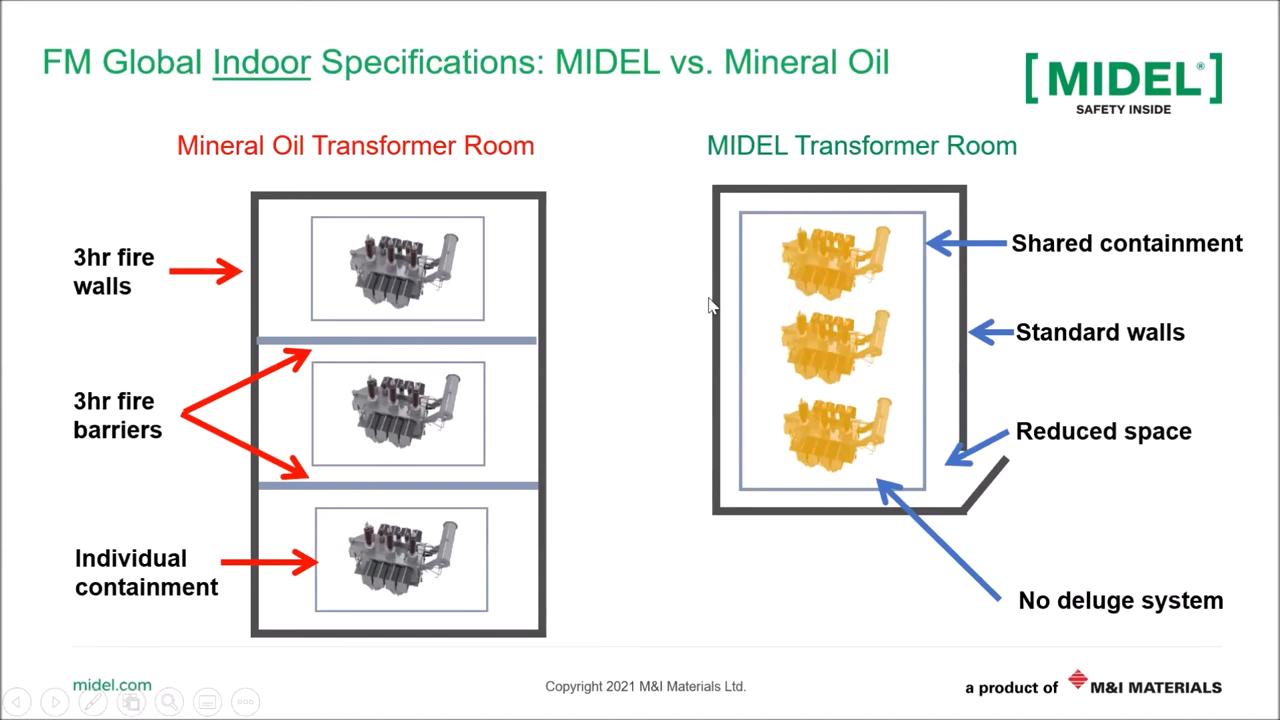 FM Global Indoor Specifications: MIDEL vs. Mineral Oil
[MIDEL®]
SAFETY INSIDE
Mineral Oil Transformer Room
MIDEL Transformer Room
3hr fire
walls
3hr fire
barriers
Individual
containment
Shared containment
Standard walls
Reduced space
No deluge system
midel.com
Copyright 2021 M&I Materials Ltd.
a product of M&I MATERIALS